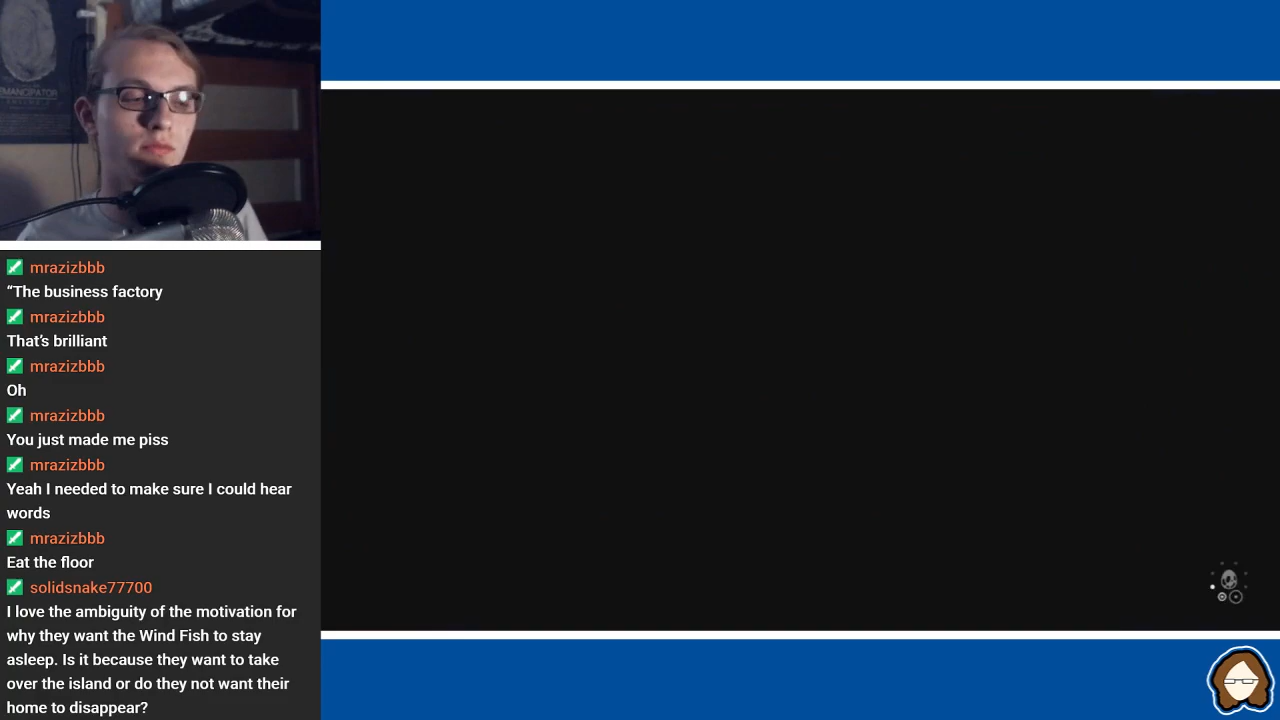 EMANCIPATOR
mrazizbbb
“The business factory
mrazizbbb
That’s brilliant
mrazizbbb
Oh
mrazizbbb
You just made me piss
mrazizbbb
Yeah I needed to make sure I could hear
words
mrazizbbb
Eat the floor
solidsnake77700
I love the ambiguity of the motivation for
why they want the Wind Fish to stay
asleep. Is it because they want to take
over the island or do they not want their
home to disappear?